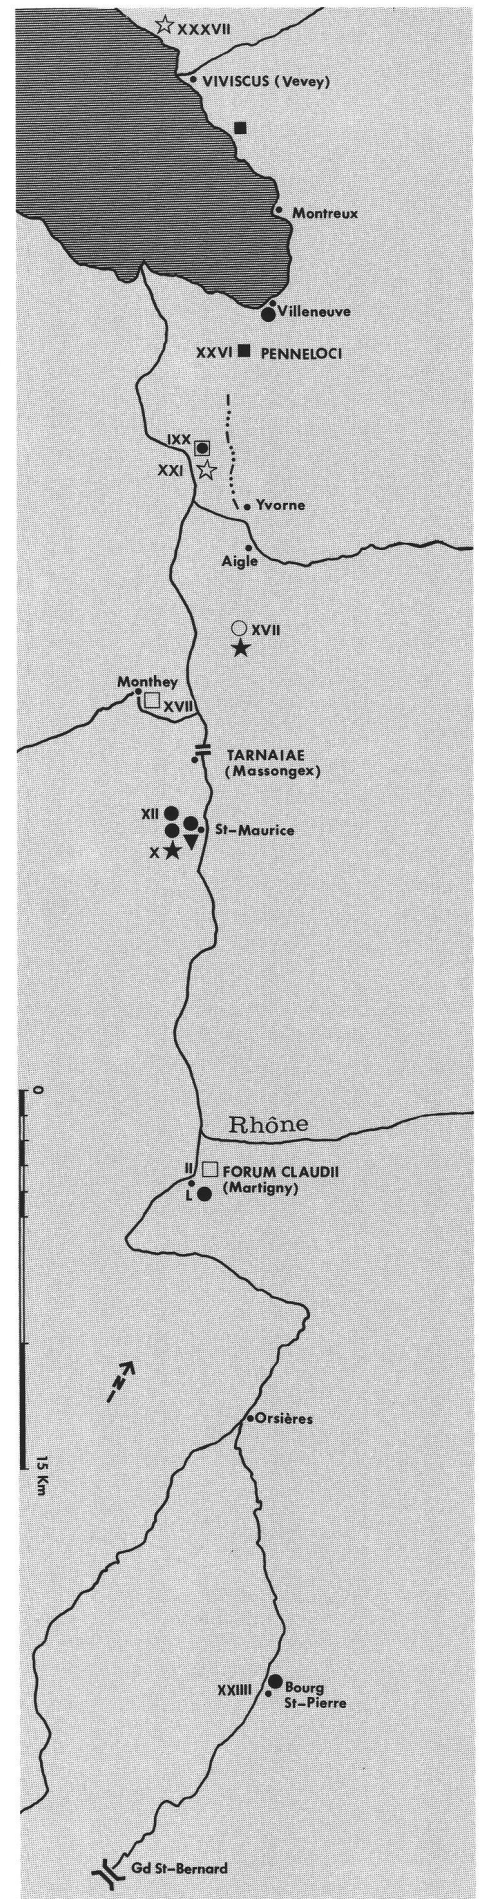 XXXVII
VIVISCUS (Vevey)
Montreux
Villeneuve
XXVI PENNELOCI
IXX
XXI
Yvorne
Aigle
XVII
Monthey
XVII
TARNAIAE
(Massongex)
XII
St-Maurice
X
0
Rhône
II FORUM CLAUDII
(Martigny)
L
N
Orsières
15 Km
XXIIII
Bourg
St-Pierre
Gd St-Bernard